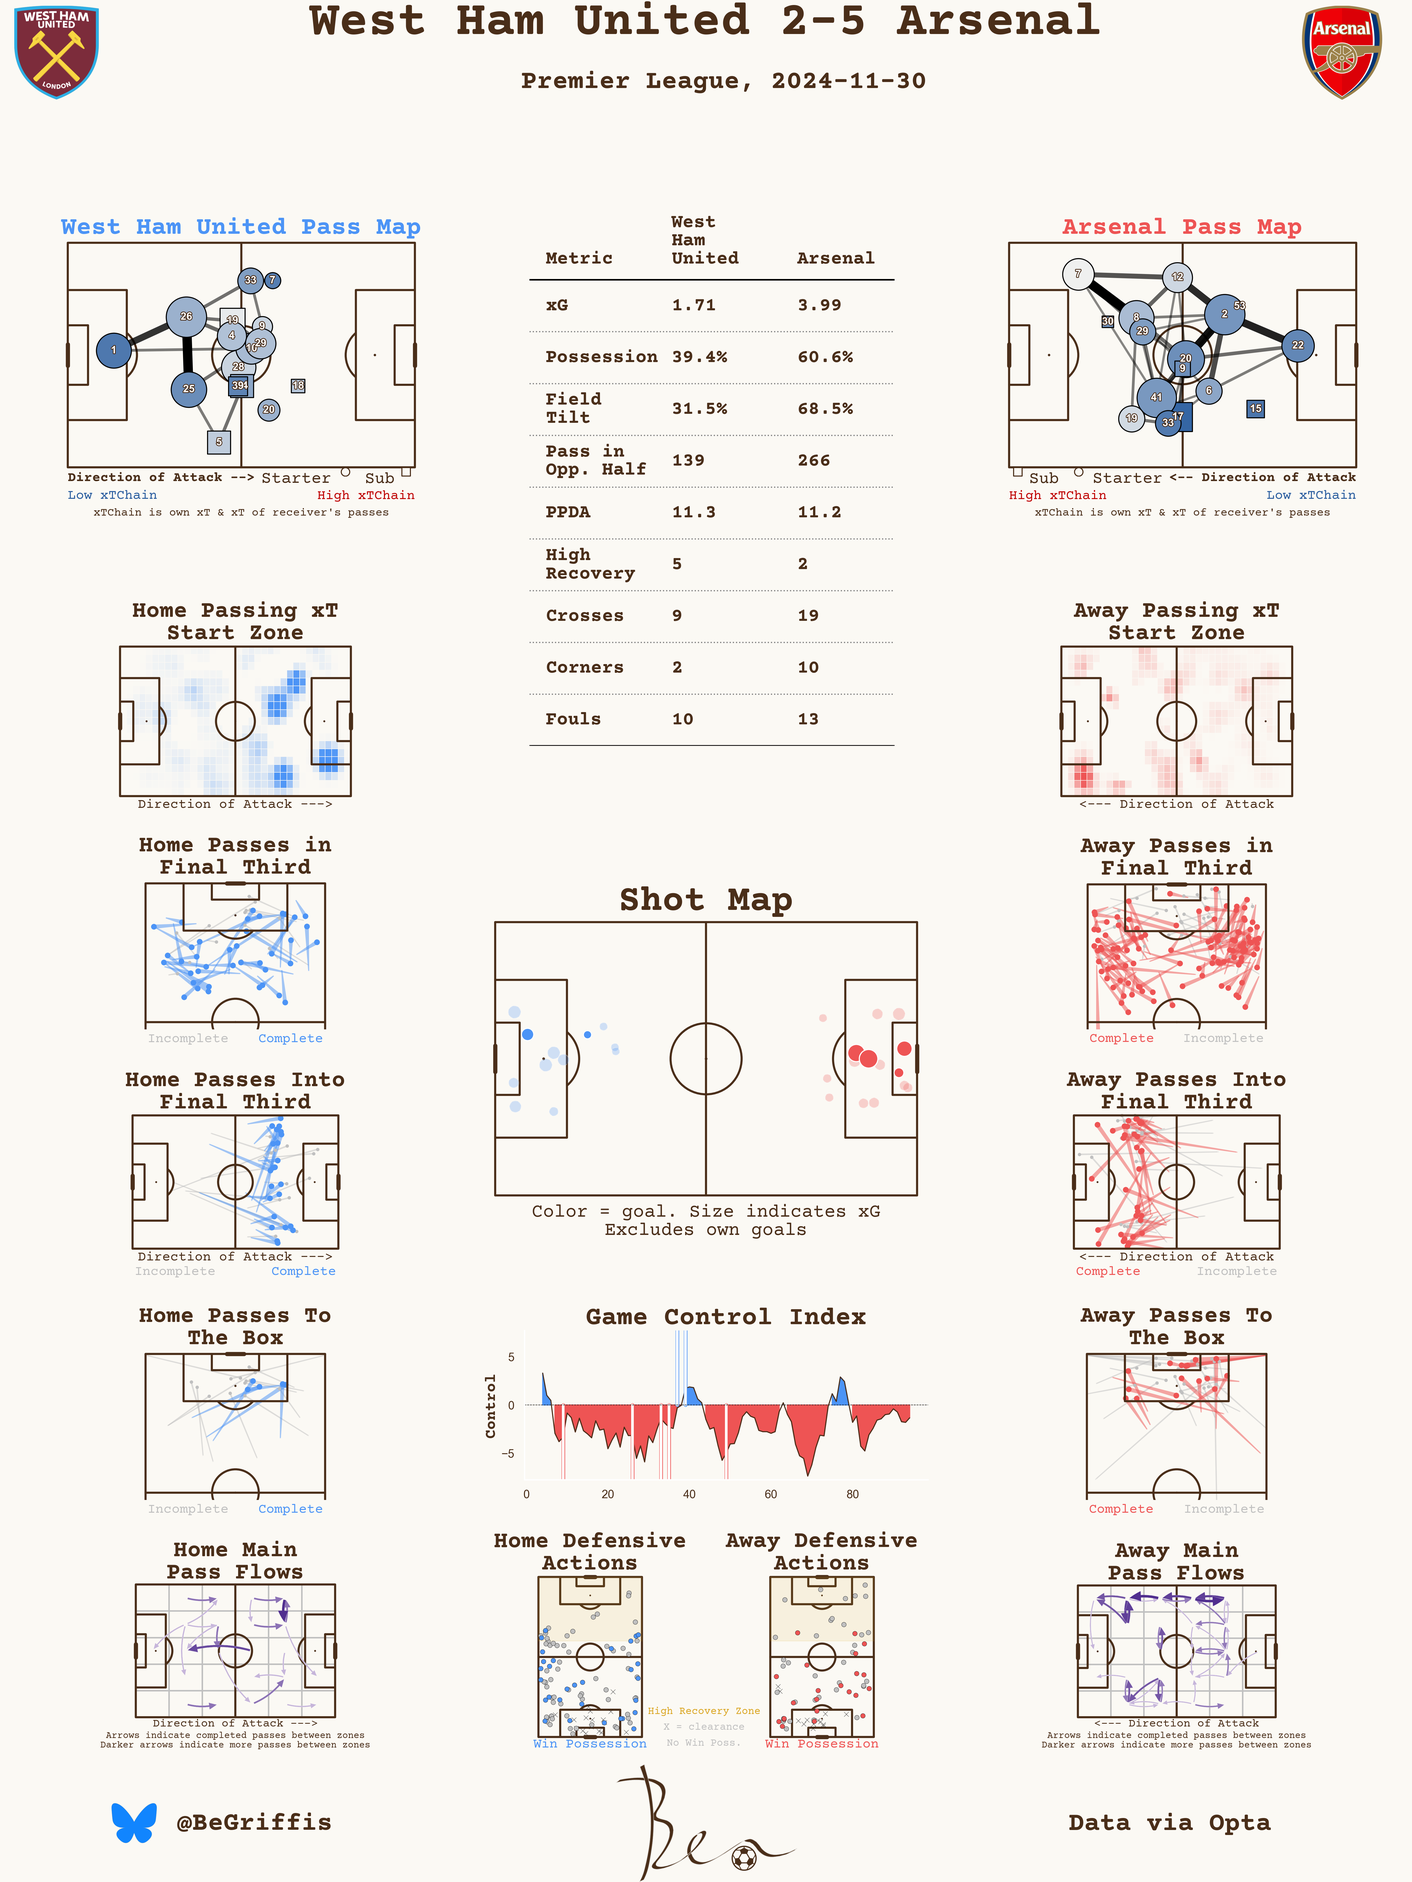 WEST HAM
UNITED
LONDON
West Ham United 2-5 Arsenal
Arsenal
Premier League, 2024-11-30
West Ham United Pass Map
1
26
25
33
7
19
4
9
29
28
39
18
20
5
Direction of Attack --> Starter Sub
Low xTChain High xTChain
xTChain is own xT & xT of receiver's passes
Metric West Ham United Arsenal
xG 1.71 3.99
Possession 39.4% 60.6%
Field Tilt 31.5% 68.5%
Pass in Opp. Half 139 266
PPDA 11.3 11.2
High Recovery 5 2
Crosses 9 19
Corners 2 10
Fouls 10 13
Arsenal Pass Map
7
12
30
8
29
2
53
22
20
9
41
6
19
33
17
15
Sub Starter <-- Direction of Attack
High xTChain Low xTChain
xTChain is own xT & xT of receiver's passes
Home Passing xT
Start Zone
Direction of Attack --->
Away Passing xT
Start Zone
<--- Direction of Attack
Home Passes in
Final Third
Incomplete Complete
Away Passes in
Final Third
Complete Incomplete
Shot Map
Color = goal. Size indicates xG
Excludes own goals
Home Passes Into
Final Third
Direction of Attack --->
Incomplete Complete
Away Passes Into
Final Third
<--- Direction of Attack
Complete Incomplete
Home Passes To
The Box
Incomplete Complete
Game Control Index
Control
5
0
−5
0 20 40 60 80
Away Passes To
The Box
Complete Incomplete
Home Main
Pass Flows
Direction of Attack --->
Arrows indicate completed passes between zones
Darker arrows indicate more passes between zones
Home Defensive
Actions
Win Possession
High Recovery Zone
X = clearance
No Win Poss.
Away Defensive
Actions
Win Possession
Away Main
Pass Flows
<--- Direction of Attack
Arrows indicate completed passes between zones
Darker arrows indicate more passes between zones
@BeGriffis
Ben
Data via Opta